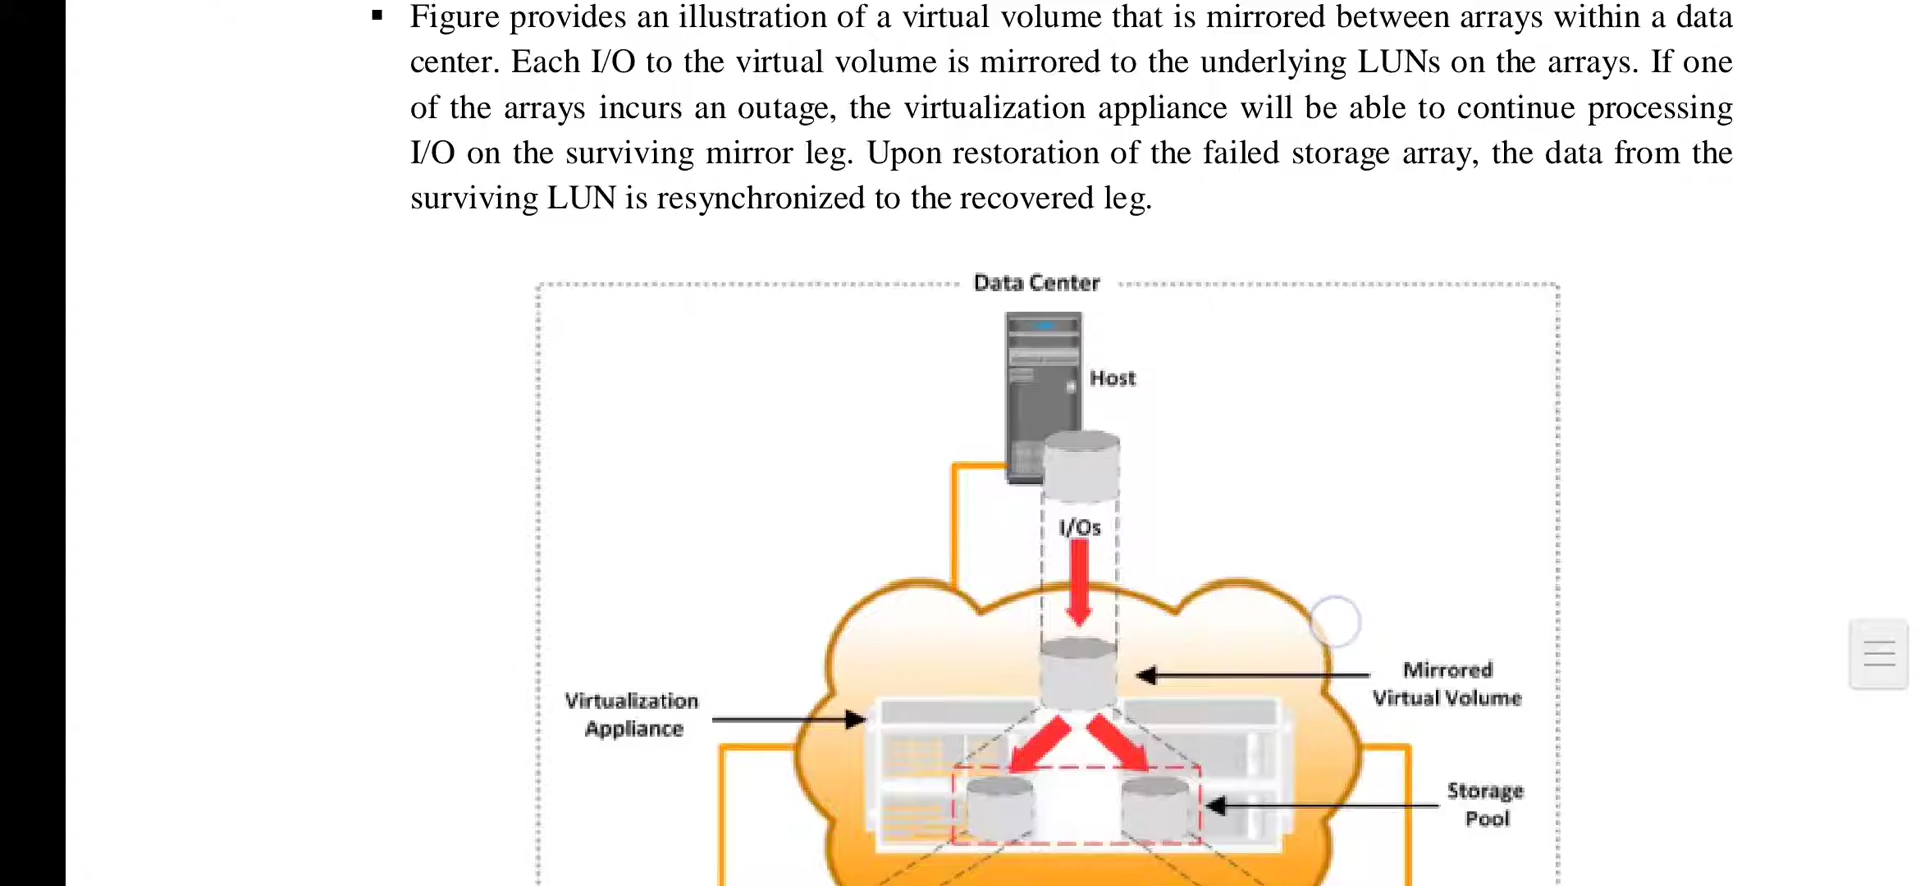 ▪ Figure provides an illustration of a virtual volume that is mirrored between arrays within a data
center. Each I/O to the virtual volume is mirrored to the underlying LUNs on the arrays. If one
of the arrays incurs an outage, the virtualization appliance will be able to continue processing
I/O on the surviving mirror leg. Upon restoration of the failed storage array, the data from the
surviving LUN is resynchronized to the recovered leg.
Data Center
Host
I/Os
Mirrored
Virtual Volume
Virtualization
Appliance
Storage
Pool